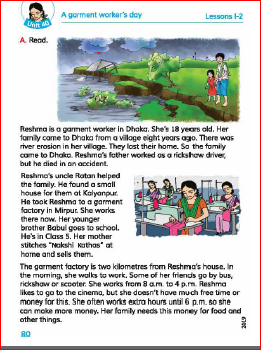 A garment worker's day
Lessons 1-2
Unit 40
A. Read.
Reshma is a garment worker in Dhaka. She's 18 years old. Her
family came to Dhaka from a village eight years ago. There was
river erosion in her village. They lost their home. So the family
came to Dhaka. Reshma's father worked as a rickshaw driver,
but he died in an accident.
Reshma's uncle Ratan helped
the family. He found a small
house for them at Kalyanpur.
He took Reshma to a garment
factory in Mirpur. She works
there now. Her younger
brother Babul goes to school.
He's in Class 5. Her mother
stitches "Nakshi kathas" at
home and sells them.
The garment factory is two kilometres from Reshma's house. In
the morning, she walks to work. Some of her friends go by bus,
rickshaw or scooter. She works from 8 a.m. to 4 p.m. Reshma
likes to go to the cinema, but she doesn't have much free time or
money for this. She often works extra hours until 6 p.m. so she
can make more money. Her family needs this money for food and
other things.
2019
80